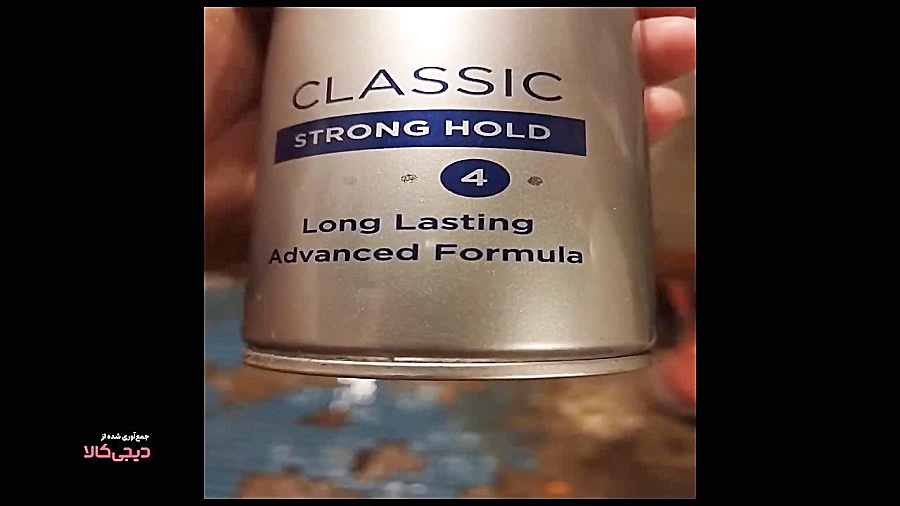 CLASSIC
STRONG HOLD
4
Long Lasting
Advanced Formula
جمع‌آوری شده از
دیجی‌کالا